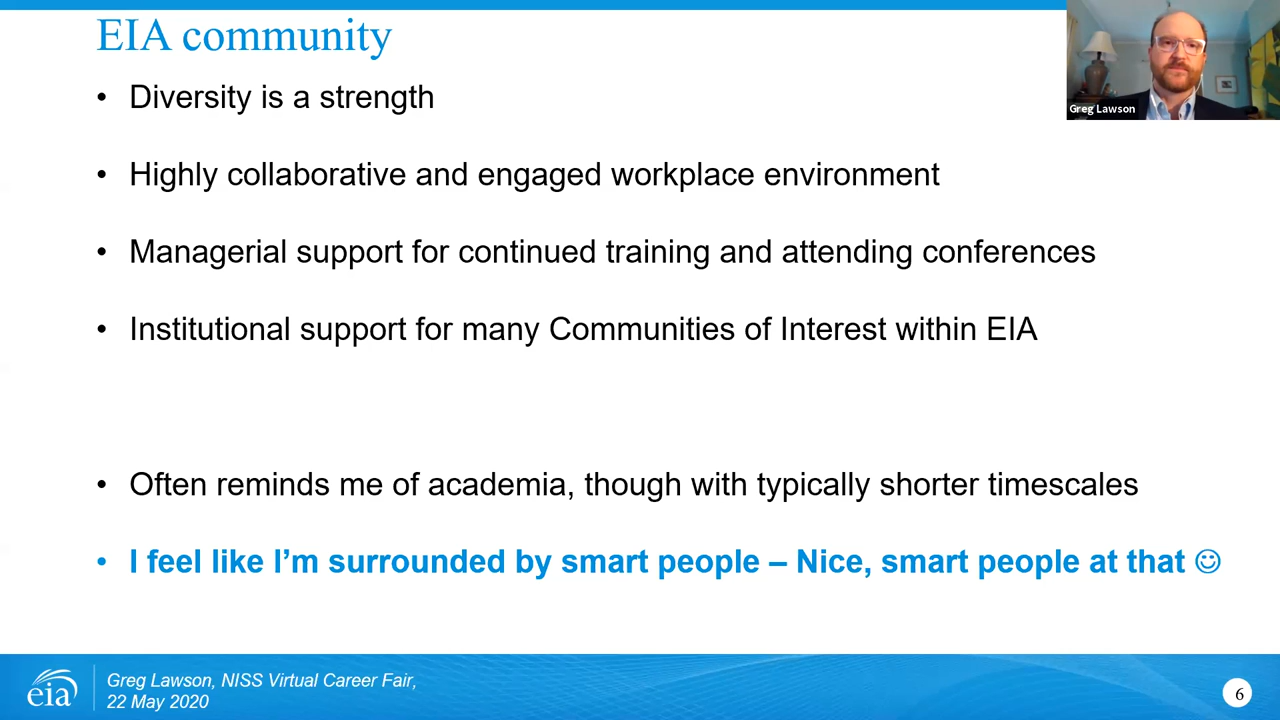 EIA community
Greg Lawson
• Diversity is a strength
• Highly collaborative and engaged workplace environment
• Managerial support for continued training and attending conferences
• Institutional support for many Communities of Interest within EIA
• Often reminds me of academia, though with typically shorter timescales
• I feel like I’m surrounded by smart people – Nice, smart people at that ☺
eia
Greg Lawson, NISS Virtual Career Fair,
22 May 2020
6